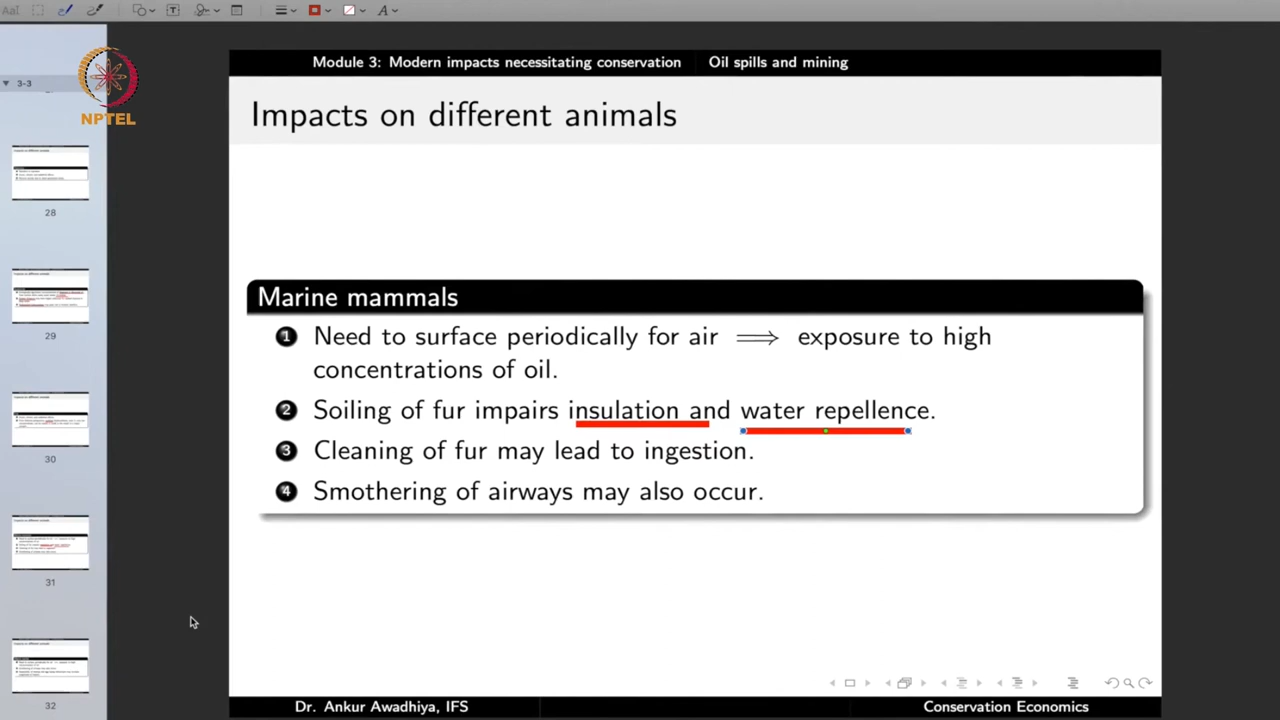 3-3
NPTEL
28
29
30
31
32
Module 3: Modern impacts necessitating conservation Oil spills and mining
Impacts on different animals
Marine mammals
1 Need to surface periodically for air ⟹ exposure to high
concentrations of oil.
2 Soiling of fur impairs insulation and water repellence.
3 Cleaning of fur may lead to ingestion.
4 Smothering of airways may also occur.
Dr. Ankur Awadhiya, IFS Conservation Economics